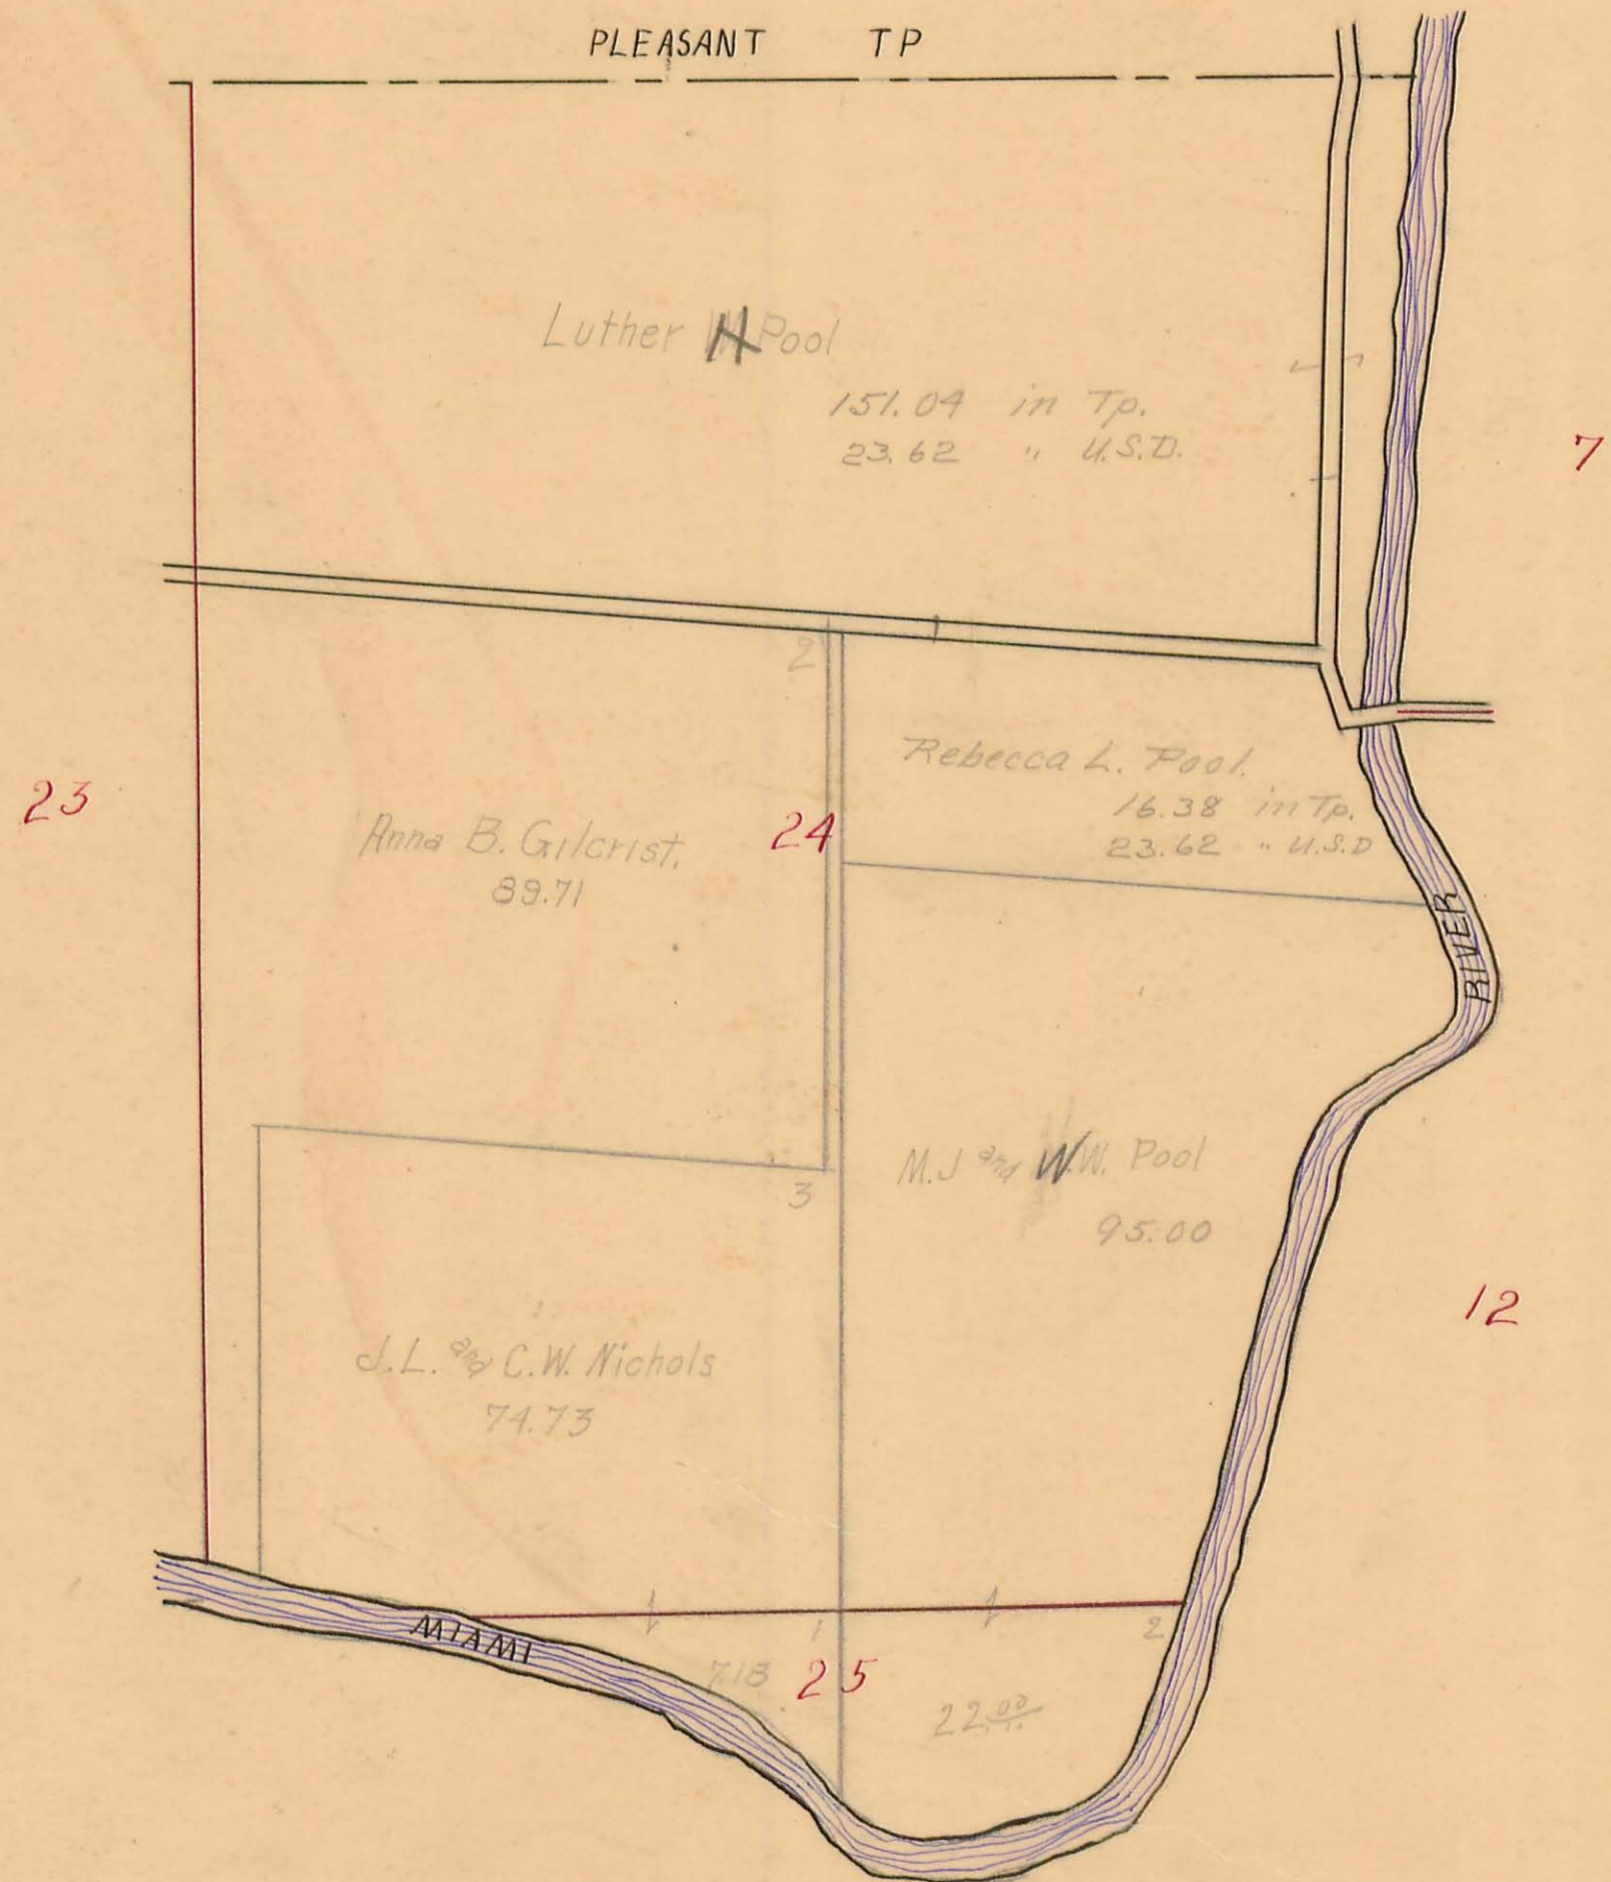 PLEASANT TP
Luther H Pool
151.04 in Tp.
23.62 " U.S.D.
7
2
Rebecca L. Pool.
16.38 in Tp.
23.62 " U.S.D
23
24
Anna B. Gilcrist.
89.71
RIVER
3
M.J and W.W. Pool
95.00
12
J.L. and C.W. Nichols
74.73
MIAMI
1
2
7.18
25
22.00